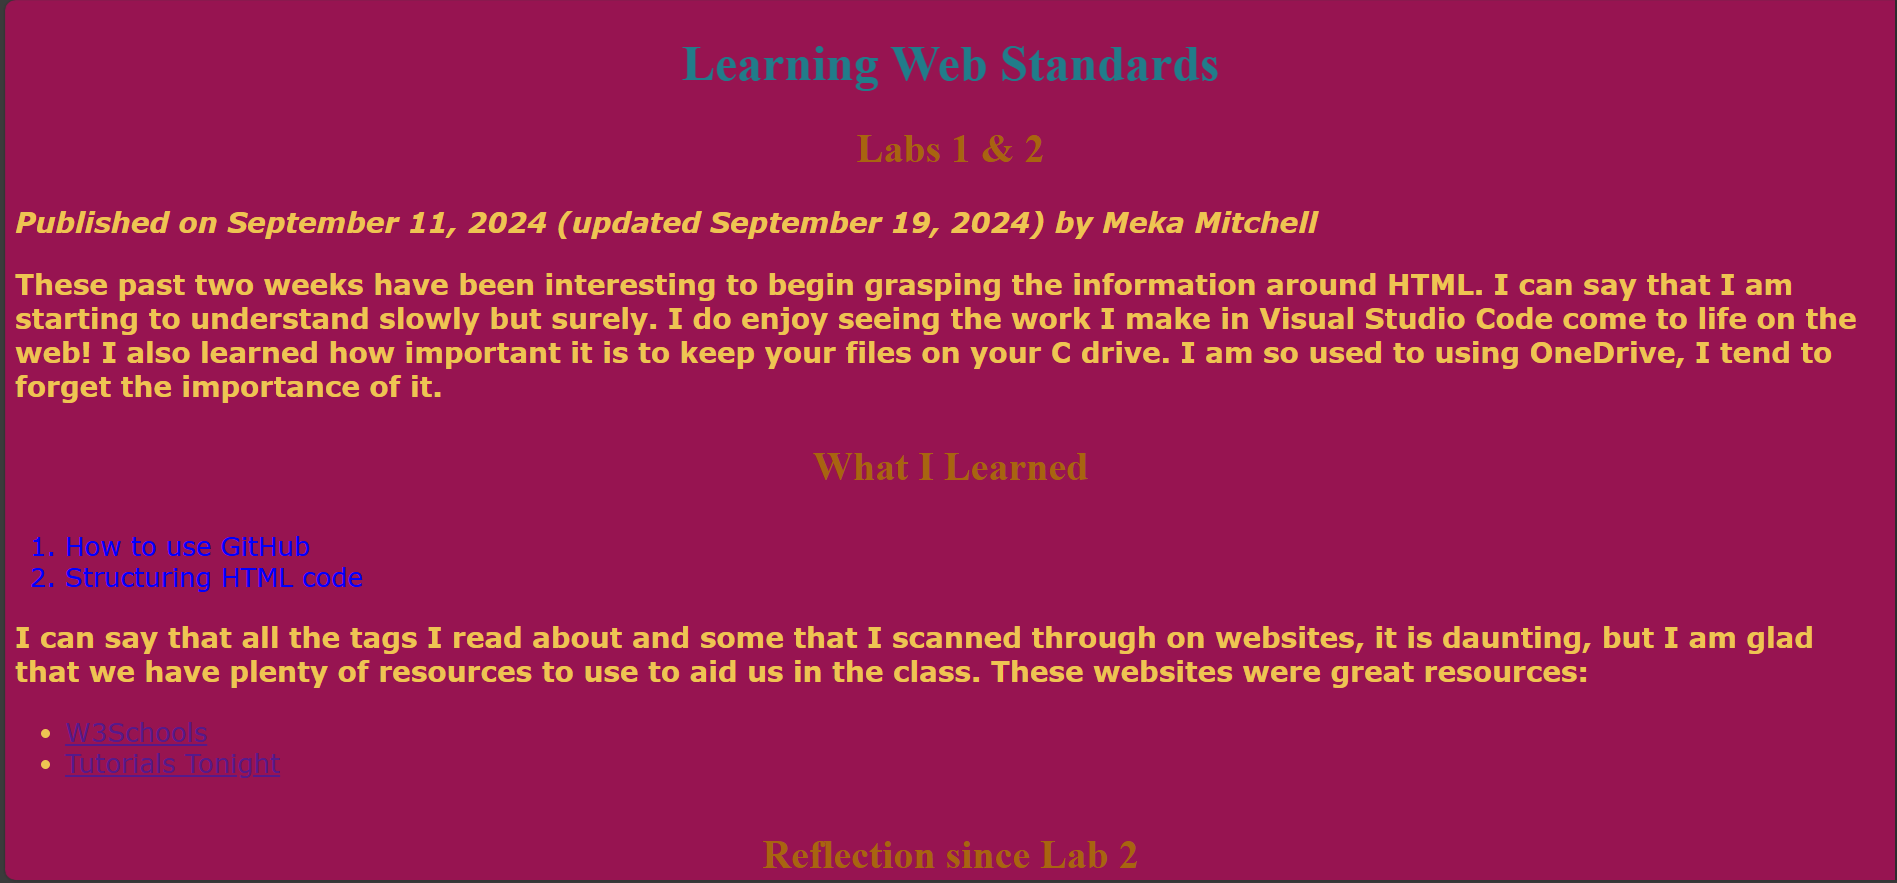 Learning Web Standards
Labs 1 & 2
Published on September 11, 2024 (updated September 19, 2024) by Meka Mitchell
These past two weeks have been interesting to begin grasping the information around HTML. I can say that I am
starting to understand slowly but surely. I do enjoy seeing the work I make in Visual Studio Code come to life on the
web! I also learned how important it is to keep your files on your C drive. I am so used to using OneDrive, I tend to
forget the importance of it.
What I Learned
1. How to use GitHub
2. Structuring HTML code
I can say that all the tags I read about and some that I scanned through on websites, it is daunting, but I am glad
that we have plenty of resources to use to aid us in the class. These websites were great resources:
• W3Schools
• Tutorials Tonight
Reflection since Lab 2